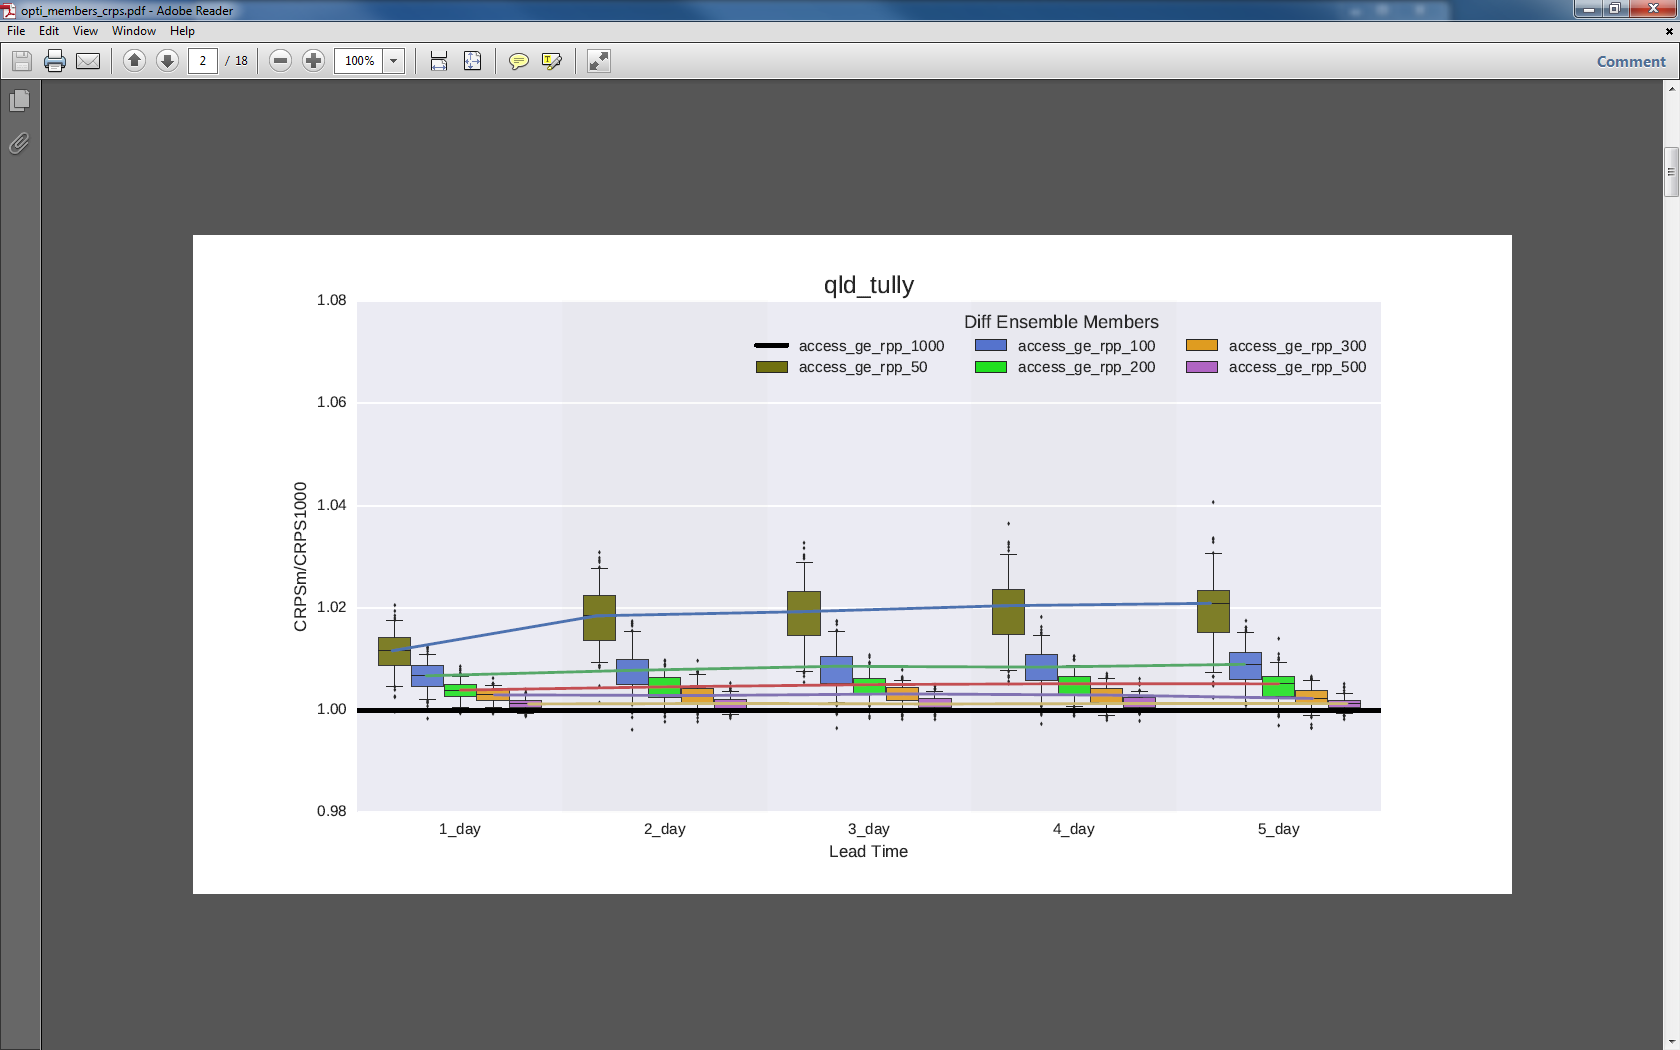 opti_members_crps.pdf - Adobe Reader
File Edit View Window Help
2 / 18 100% Comment
qld_tully
Diff Ensemble Members
access_ge_rpp_1000 access_ge_rpp_100 access_ge_rpp_300
access_ge_rpp_50 access_ge_rpp_200 access_ge_rpp_500
CRPSm/CRPS1000
1.08
1.06
1.04
1.02
1.00
0.98
1_day 2_day 3_day 4_day 5_day
Lead Time